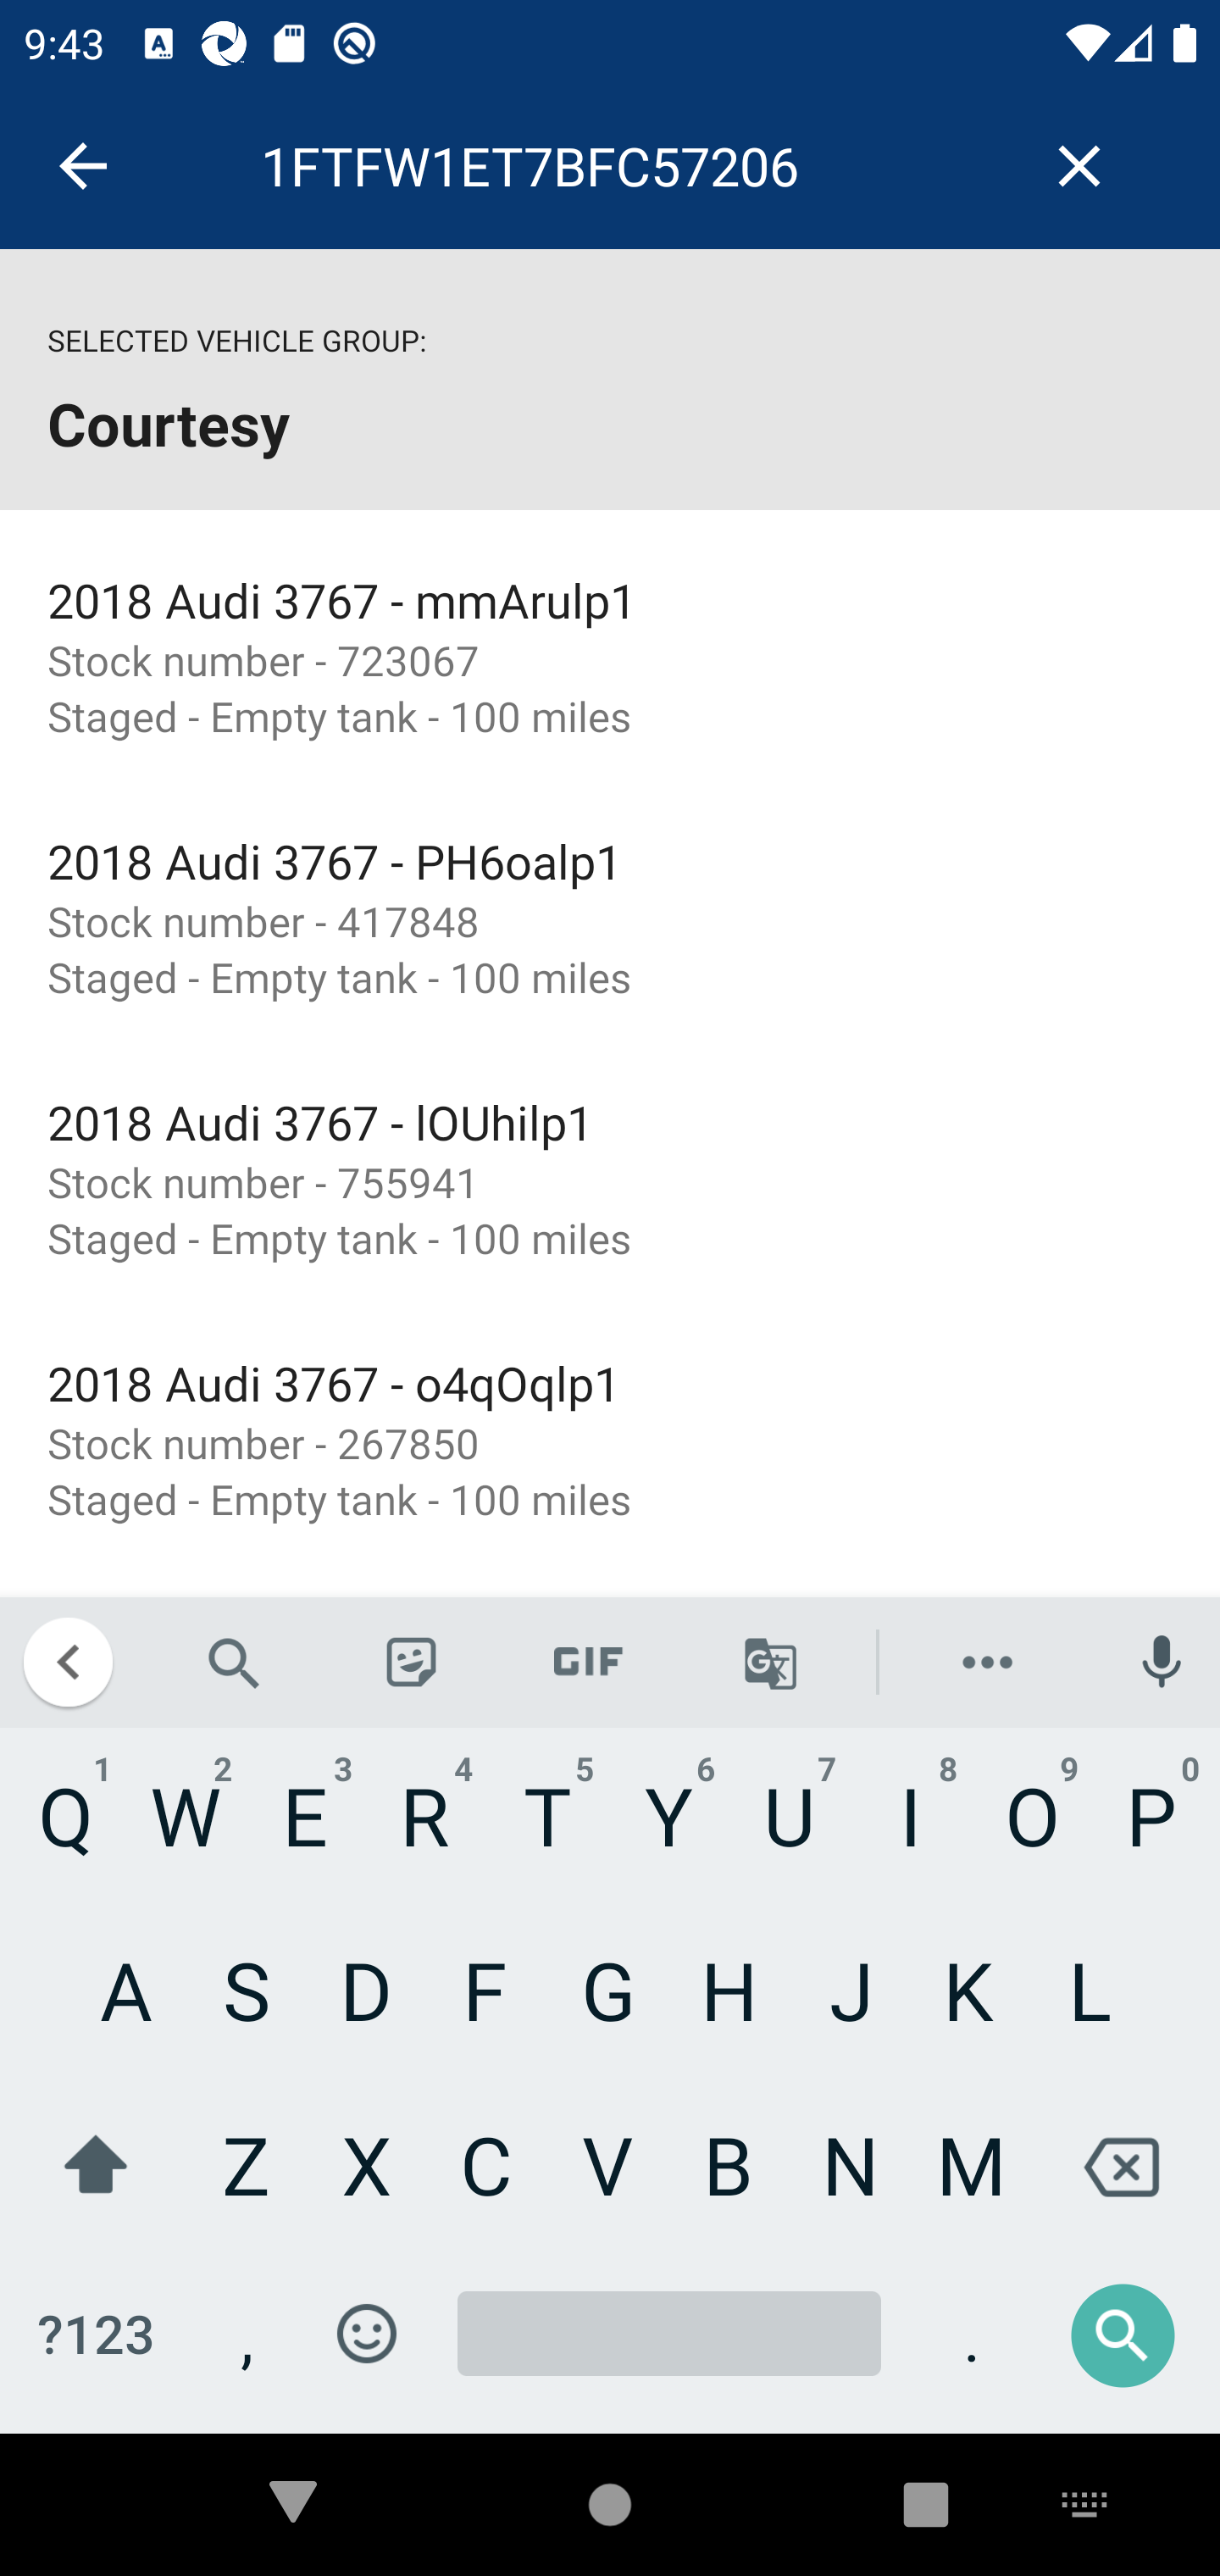 9:43
1FTFW1ET7BFC57206
SELECTED VEHICLE GROUP:
Courtesy
2018 Audi 3767 - mmArulp1
Stock number - 723067
Staged - Empty tank - 100 miles
2018 Audi 3767 - PH6oalp1
Stock number - 417848
Staged - Empty tank - 100 miles
2018 Audi 3767 - lOUhilp1
Stock number - 755941
Staged - Empty tank - 100 miles
2018 Audi 3767 - o4qOqlp1
Stock number - 267850
Staged - Empty tank - 100 miles
GIF
1 2 3 4 5 6 7 8 9 0
Q W E R T Y U I O P
A S D F G H J K L
Z X C V B N M
?123 , .